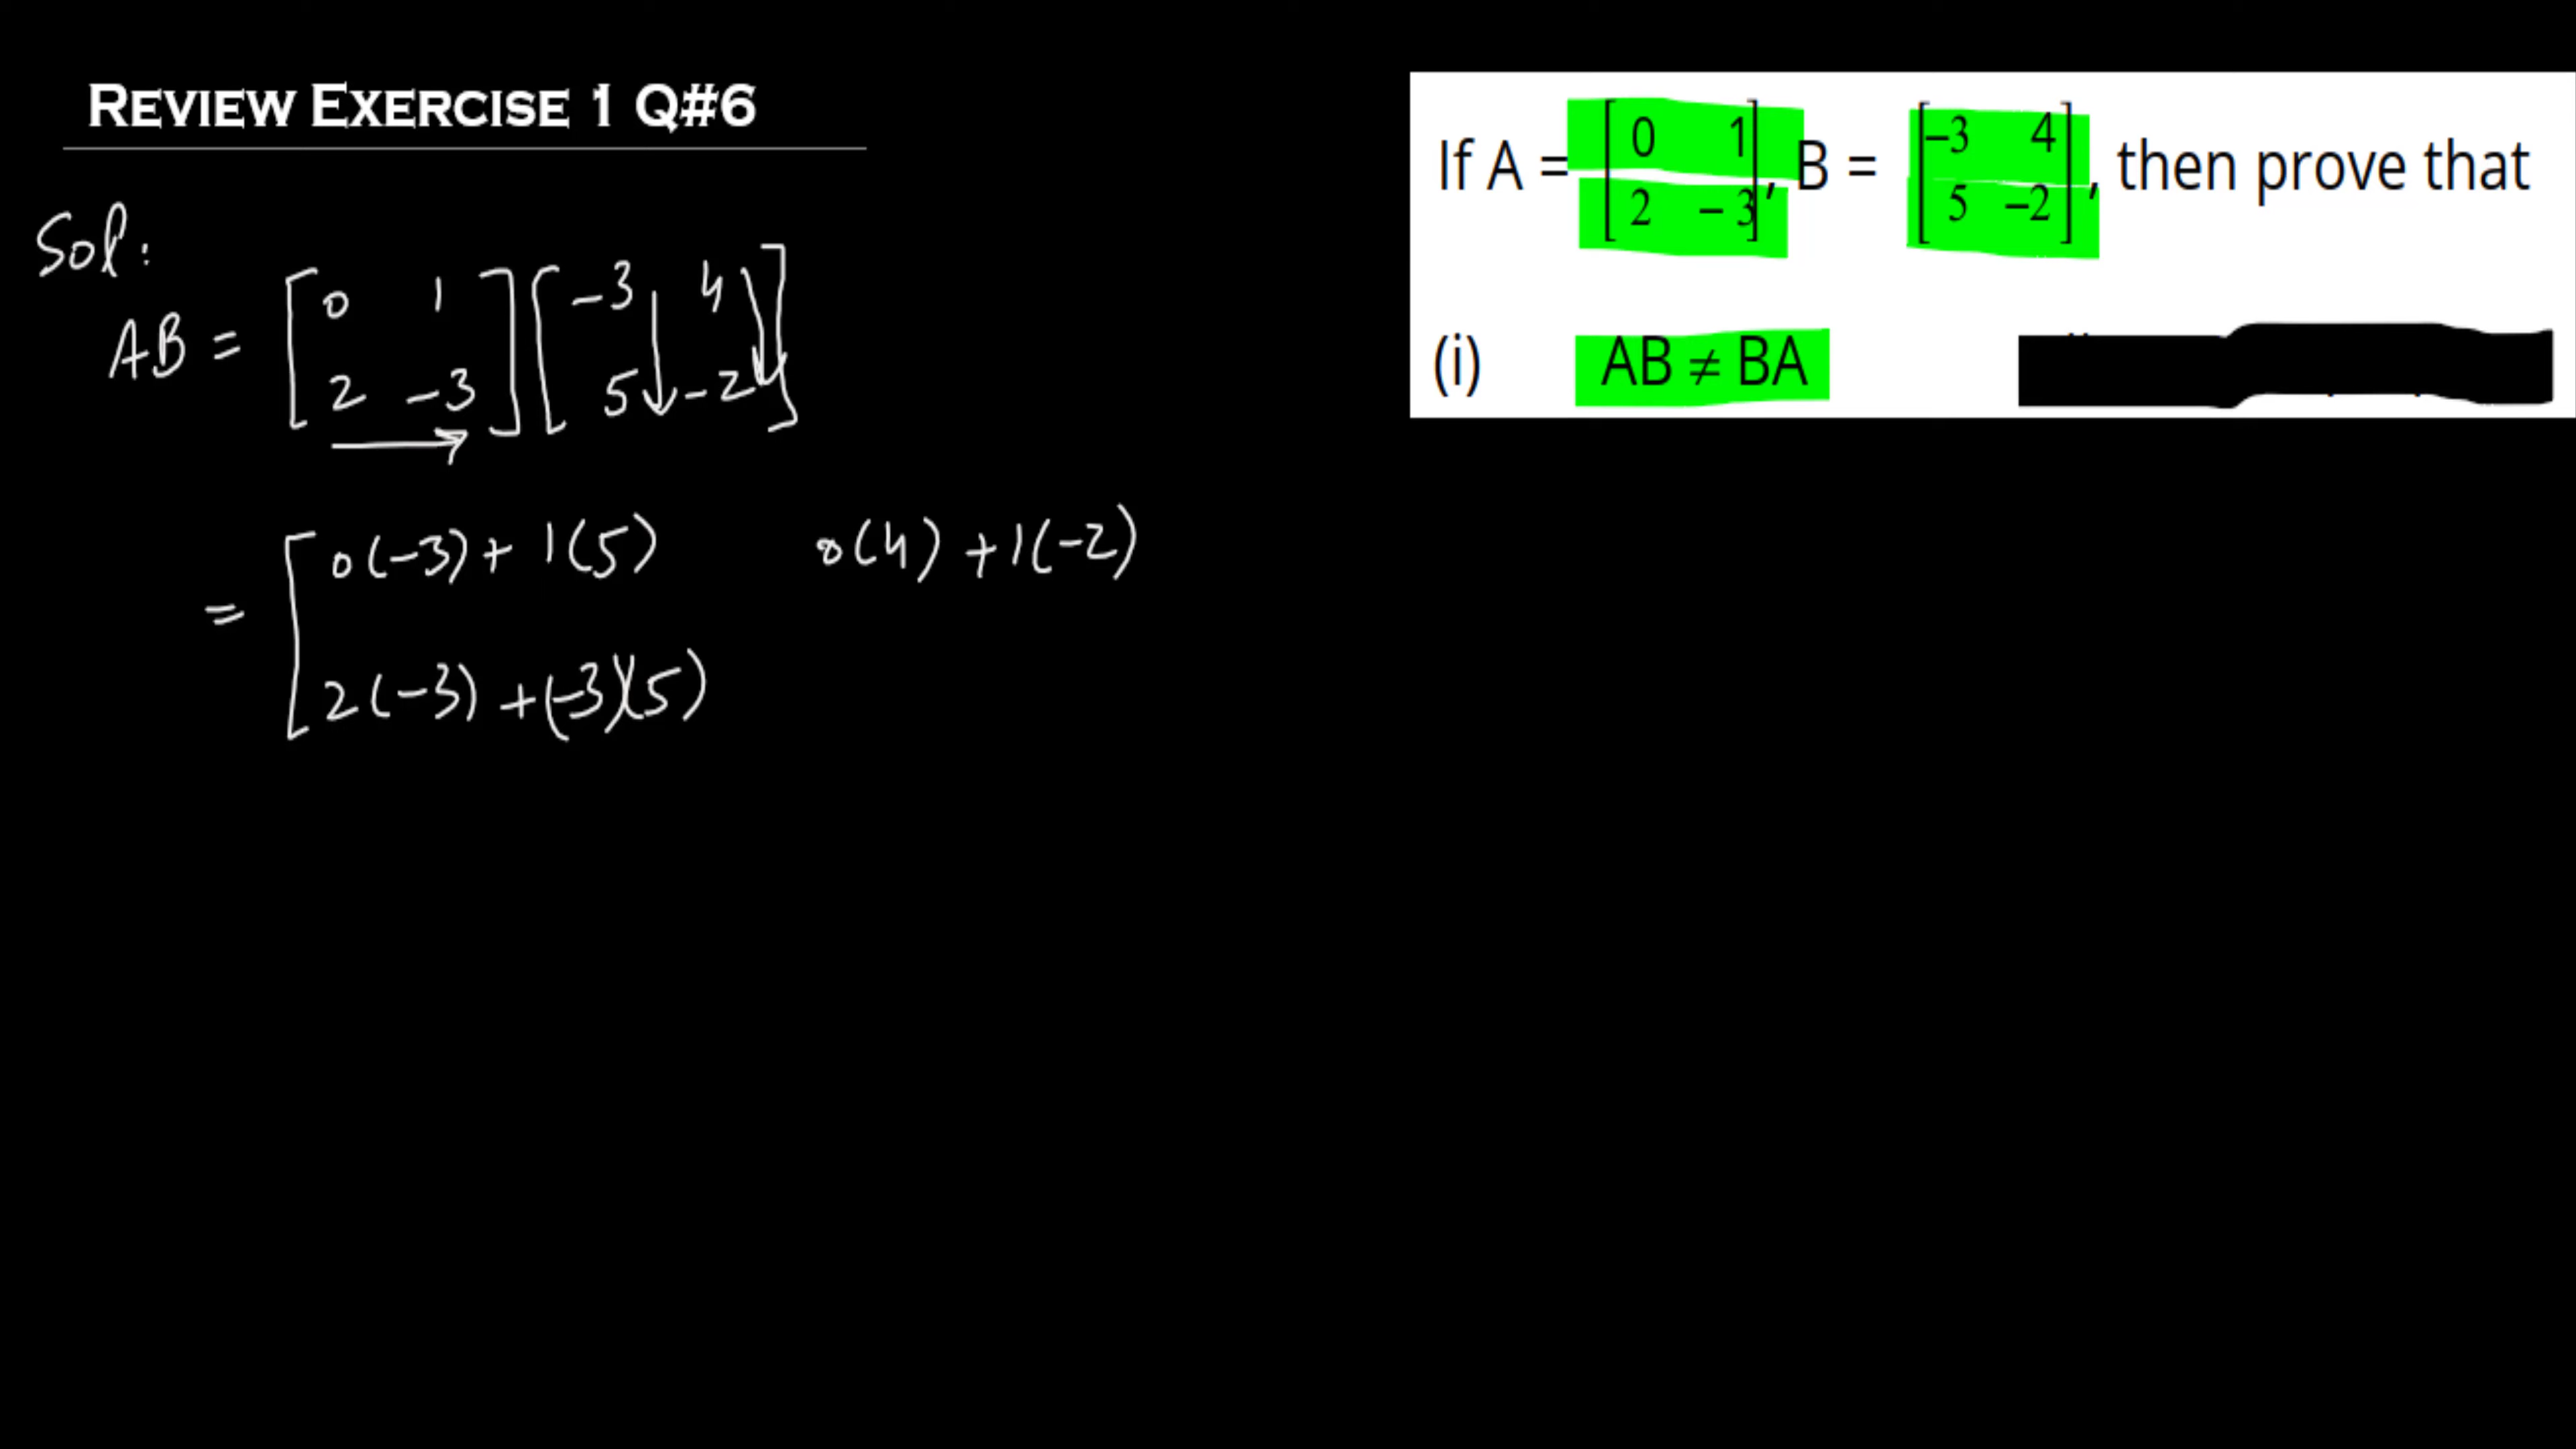 REVIEW EXERCISE 1 Q#6
If A = [0 1; 2 −3], B = [−3 4; 5 −2], then prove that
(i) AB ≠ BA
Sol:
AB = [0 1; 2 -3] [-3 4; 5 -2]
= [0(-3) + 1(5) 0(4) + 1(-2)
2(-3) + (-3)(5)